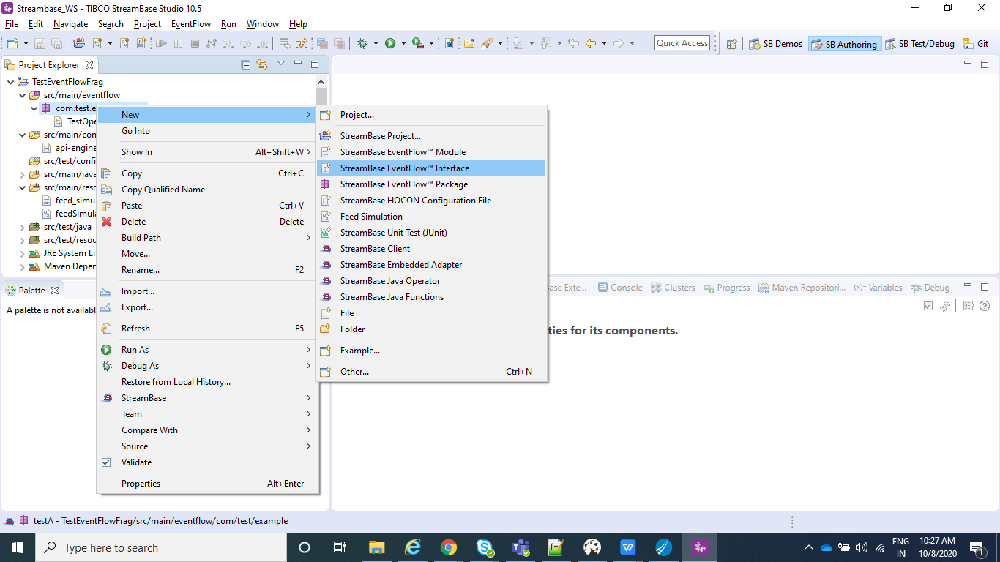 Streambase_WS - TIBCO StreamBase Studio 10.5
File Edit Navigate Search Project EventFlow Run Window Help
Quick Access
SB Demos
SB Authoring
SB Test/Debug
Git
Project Explorer
TestEventFlowFrag
src/main/eventflow
com.test.e
TestOpe
src/main/con
api-engine
src/test/confi
src/main/java
src/main/reso
feed_simu
feedSimula
src/test/java
src/test/resou
JRE System Li
Maven Depen
Palette
A palette is not availabl
New
Go Into
Show In Alt+Shift+W
Copy Ctrl+C
Copy Qualified Name
Paste Ctrl+V
Delete Delete
Build Path
Move...
Rename... F2
Import...
Export...
Refresh F5
Run As
Debug As
Restore from Local History...
StreamBase
Team
Compare With
Source
Validate
Properties Alt+Enter
Project...
StreamBase Project...
StreamBase EventFlow™ Module
StreamBase EventFlow™ Interface
StreamBase EventFlow™ Package
StreamBase HOCON Configuration File
Feed Simulation
StreamBase Unit Test (JUnit)
StreamBase Client
StreamBase Embedded Adapter
StreamBase Java Operator
StreamBase Java Functions
File
Folder
Example...
Other... Ctrl+N
Base Exte... Console Clusters Progress Maven Repositori... (x)= Variables Debug
ties for its components.
testA - TestEventFlowFrag/src/main/eventflow/com/test/example
Type here to search
ENG
IN
10:27 AM
10/8/2020
1